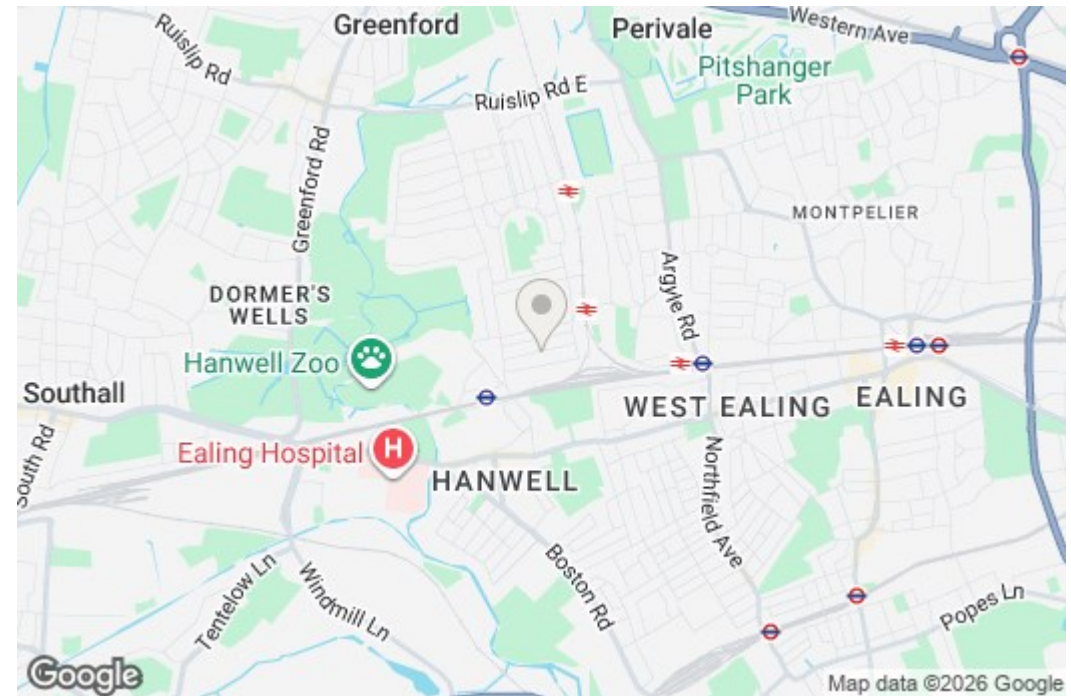 Greenford
Perivale
Western Ave
Ruislip Rd
Pitshanger
Park
Ruislip Rd E
Greenford Rd
MONTPELIER
Argyle Rd
DORMER'S
WELLS
Hanwell Zoo
Southall
WEST EALING
EALING
South Rd
Ealing Hospital
H
HANWELL
Northfield Ave
Boston Rd
Tentelow Ln
Windmill Ln
Popes Ln
Google
Map data ©2026 Google